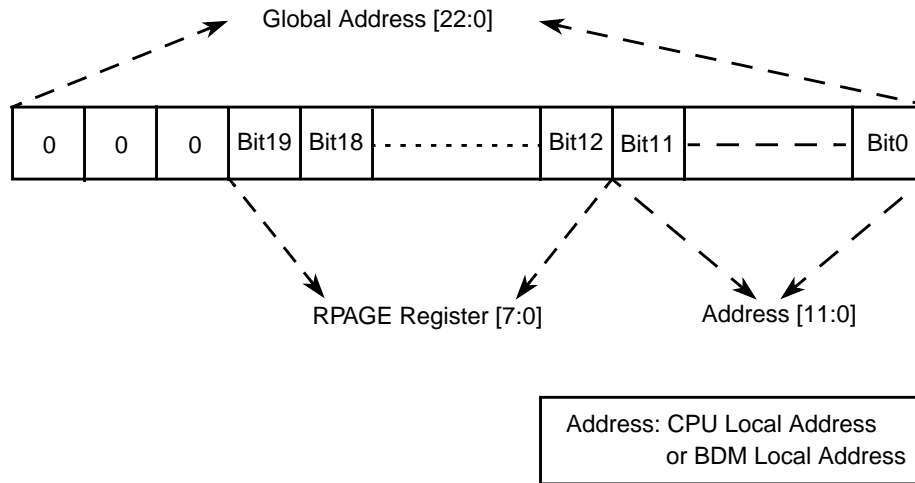 Global Address [22:0]
0 0 0 Bit19 Bit18 Bit12 Bit11 Bit0
RPAGE Register [7:0] Address [11:0]
Address: CPU Local Address
or BDM Local Address